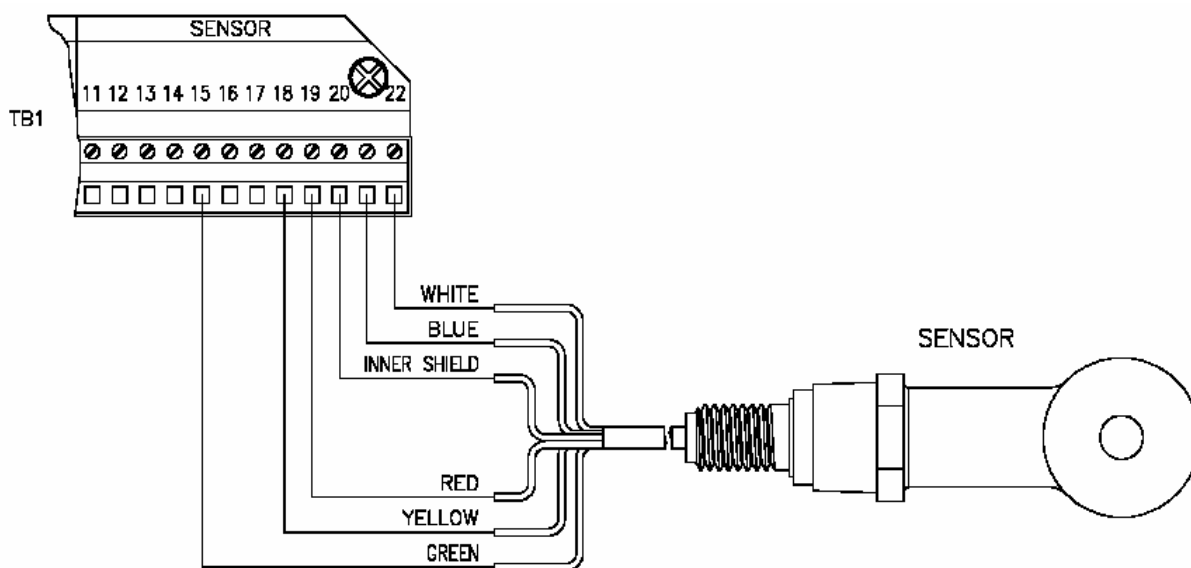 SENSOR
11 12 13 14 15 16 17 18 19 20 22
TB1
WHITE
BLUE
SENSOR
INNER SHIELD
RED
YELLOW
GREEN